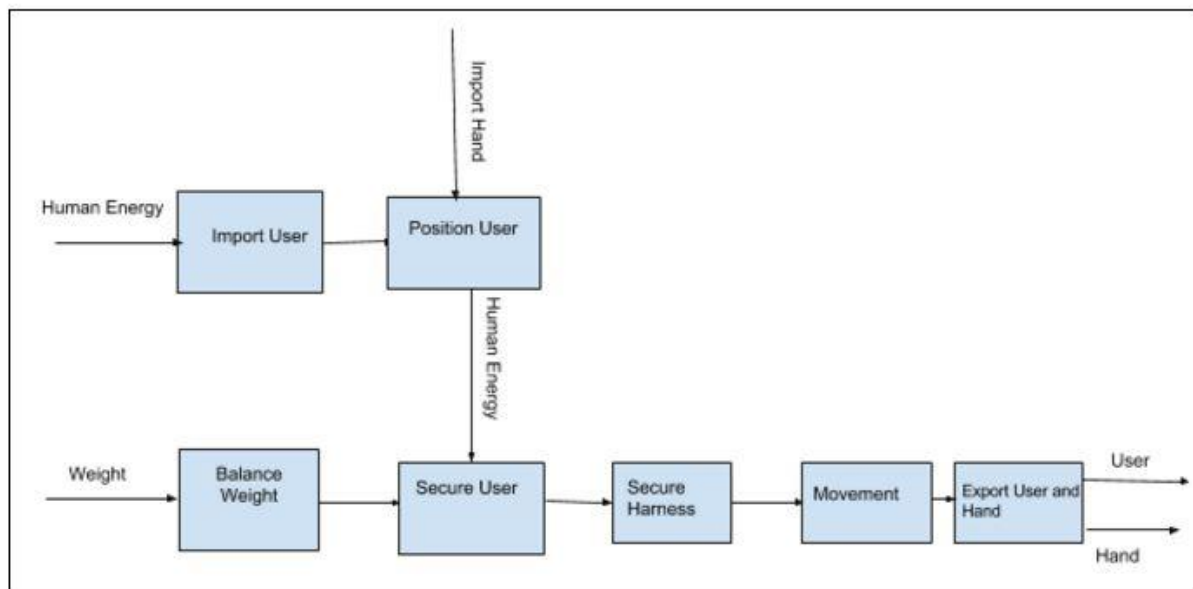 Import Hand
Human Energy
Import User
Position User
Human Energy
Weight
Balance
Weight
Secure User
Secure
Harness
Movement
Export User and
Hand
User
Hand